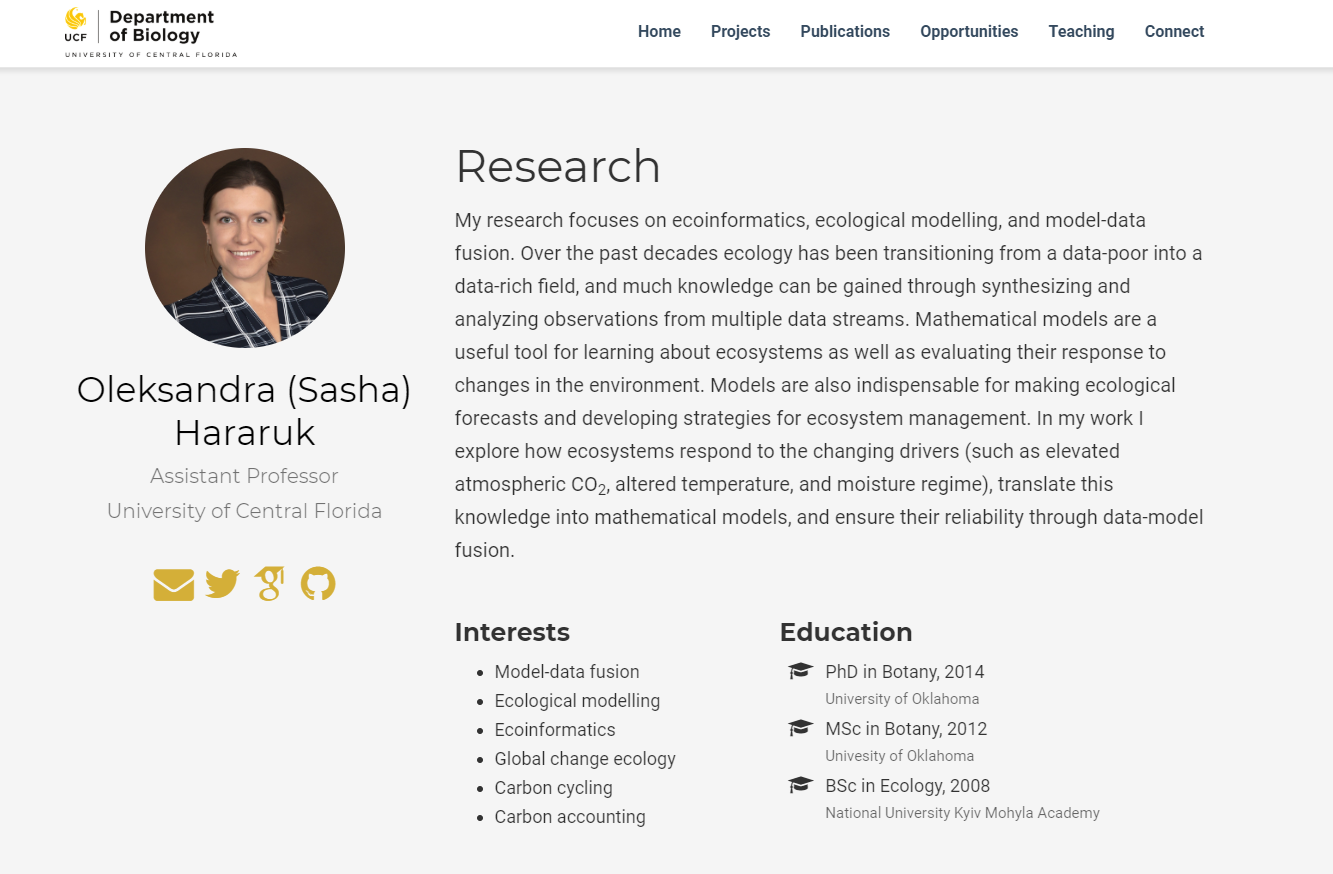 UCF
Department
of Biology
UNIVERSITY OF CENTRAL FLORIDA
Home Projects Publications Opportunities Teaching Connect
Oleksandra (Sasha)
Hararuk
Assistant Professor
University of Central Florida
Research
My research focuses on ecoinformatics, ecological modelling, and model-data
fusion. Over the past decades ecology has been transitioning from a data-poor into a
data-rich field, and much knowledge can be gained through synthesizing and
analyzing observations from multiple data streams. Mathematical models are a
useful tool for learning about ecosystems as well as evaluating their response to
changes in the environment. Models are also indispensable for making ecological
forecasts and developing strategies for ecosystem management. In my work I
explore how ecosystems respond to the changing drivers (such as elevated
atmospheric CO₂, altered temperature, and moisture regime), translate this
knowledge into mathematical models, and ensure their reliability through data-model
fusion.
Interests
Model-data fusion
Ecological modelling
Ecoinformatics
Global change ecology
Carbon cycling
Carbon accounting
Education
PhD in Botany, 2014
University of Oklahoma
MSc in Botany, 2012
Univesity of Oklahoma
BSc in Ecology, 2008
National University Kyiv Mohyla Academy